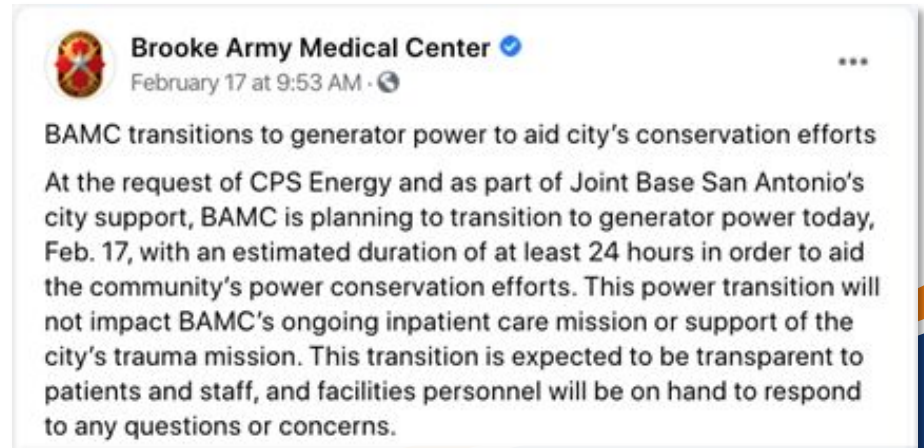 Brooke Army Medical Center
February 17 at 9:53 AM ·
BAMC transitions to generator power to aid city's conservation efforts
At the request of CPS Energy and as part of Joint Base San Antonio's
city support, BAMC is planning to transition to generator power today,
Feb. 17, with an estimated duration of at least 24 hours in order to aid
the community's power conservation efforts. This power transition will
not impact BAMC's ongoing inpatient care mission or support of the
city's trauma mission. This transition is expected to be transparent to
patients and staff, and facilities personnel will be on hand to respond
to any questions or concerns.